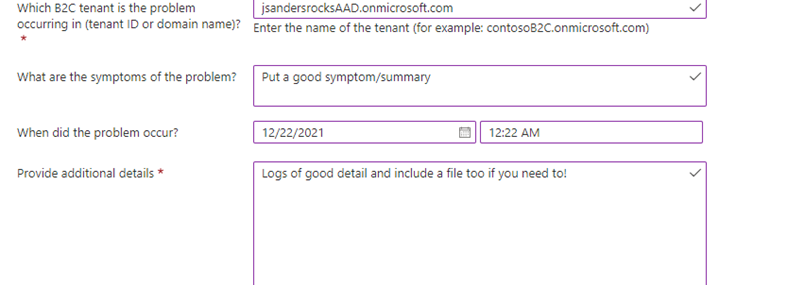 Which B2C tenant is the problem
occurring in (tenant ID or domain name)?
*
jsandersrocksAAD.onmicrosoft.com
Enter the name of the tenant (for example: contosoB2C.onmicrosoft.com)
What are the symptoms of the problem?
Put a good symptom/summary
When did the problem occur?
12/22/2021
12:22 AM
Provide additional details *
Logs of good detail and include a file too if you need to!